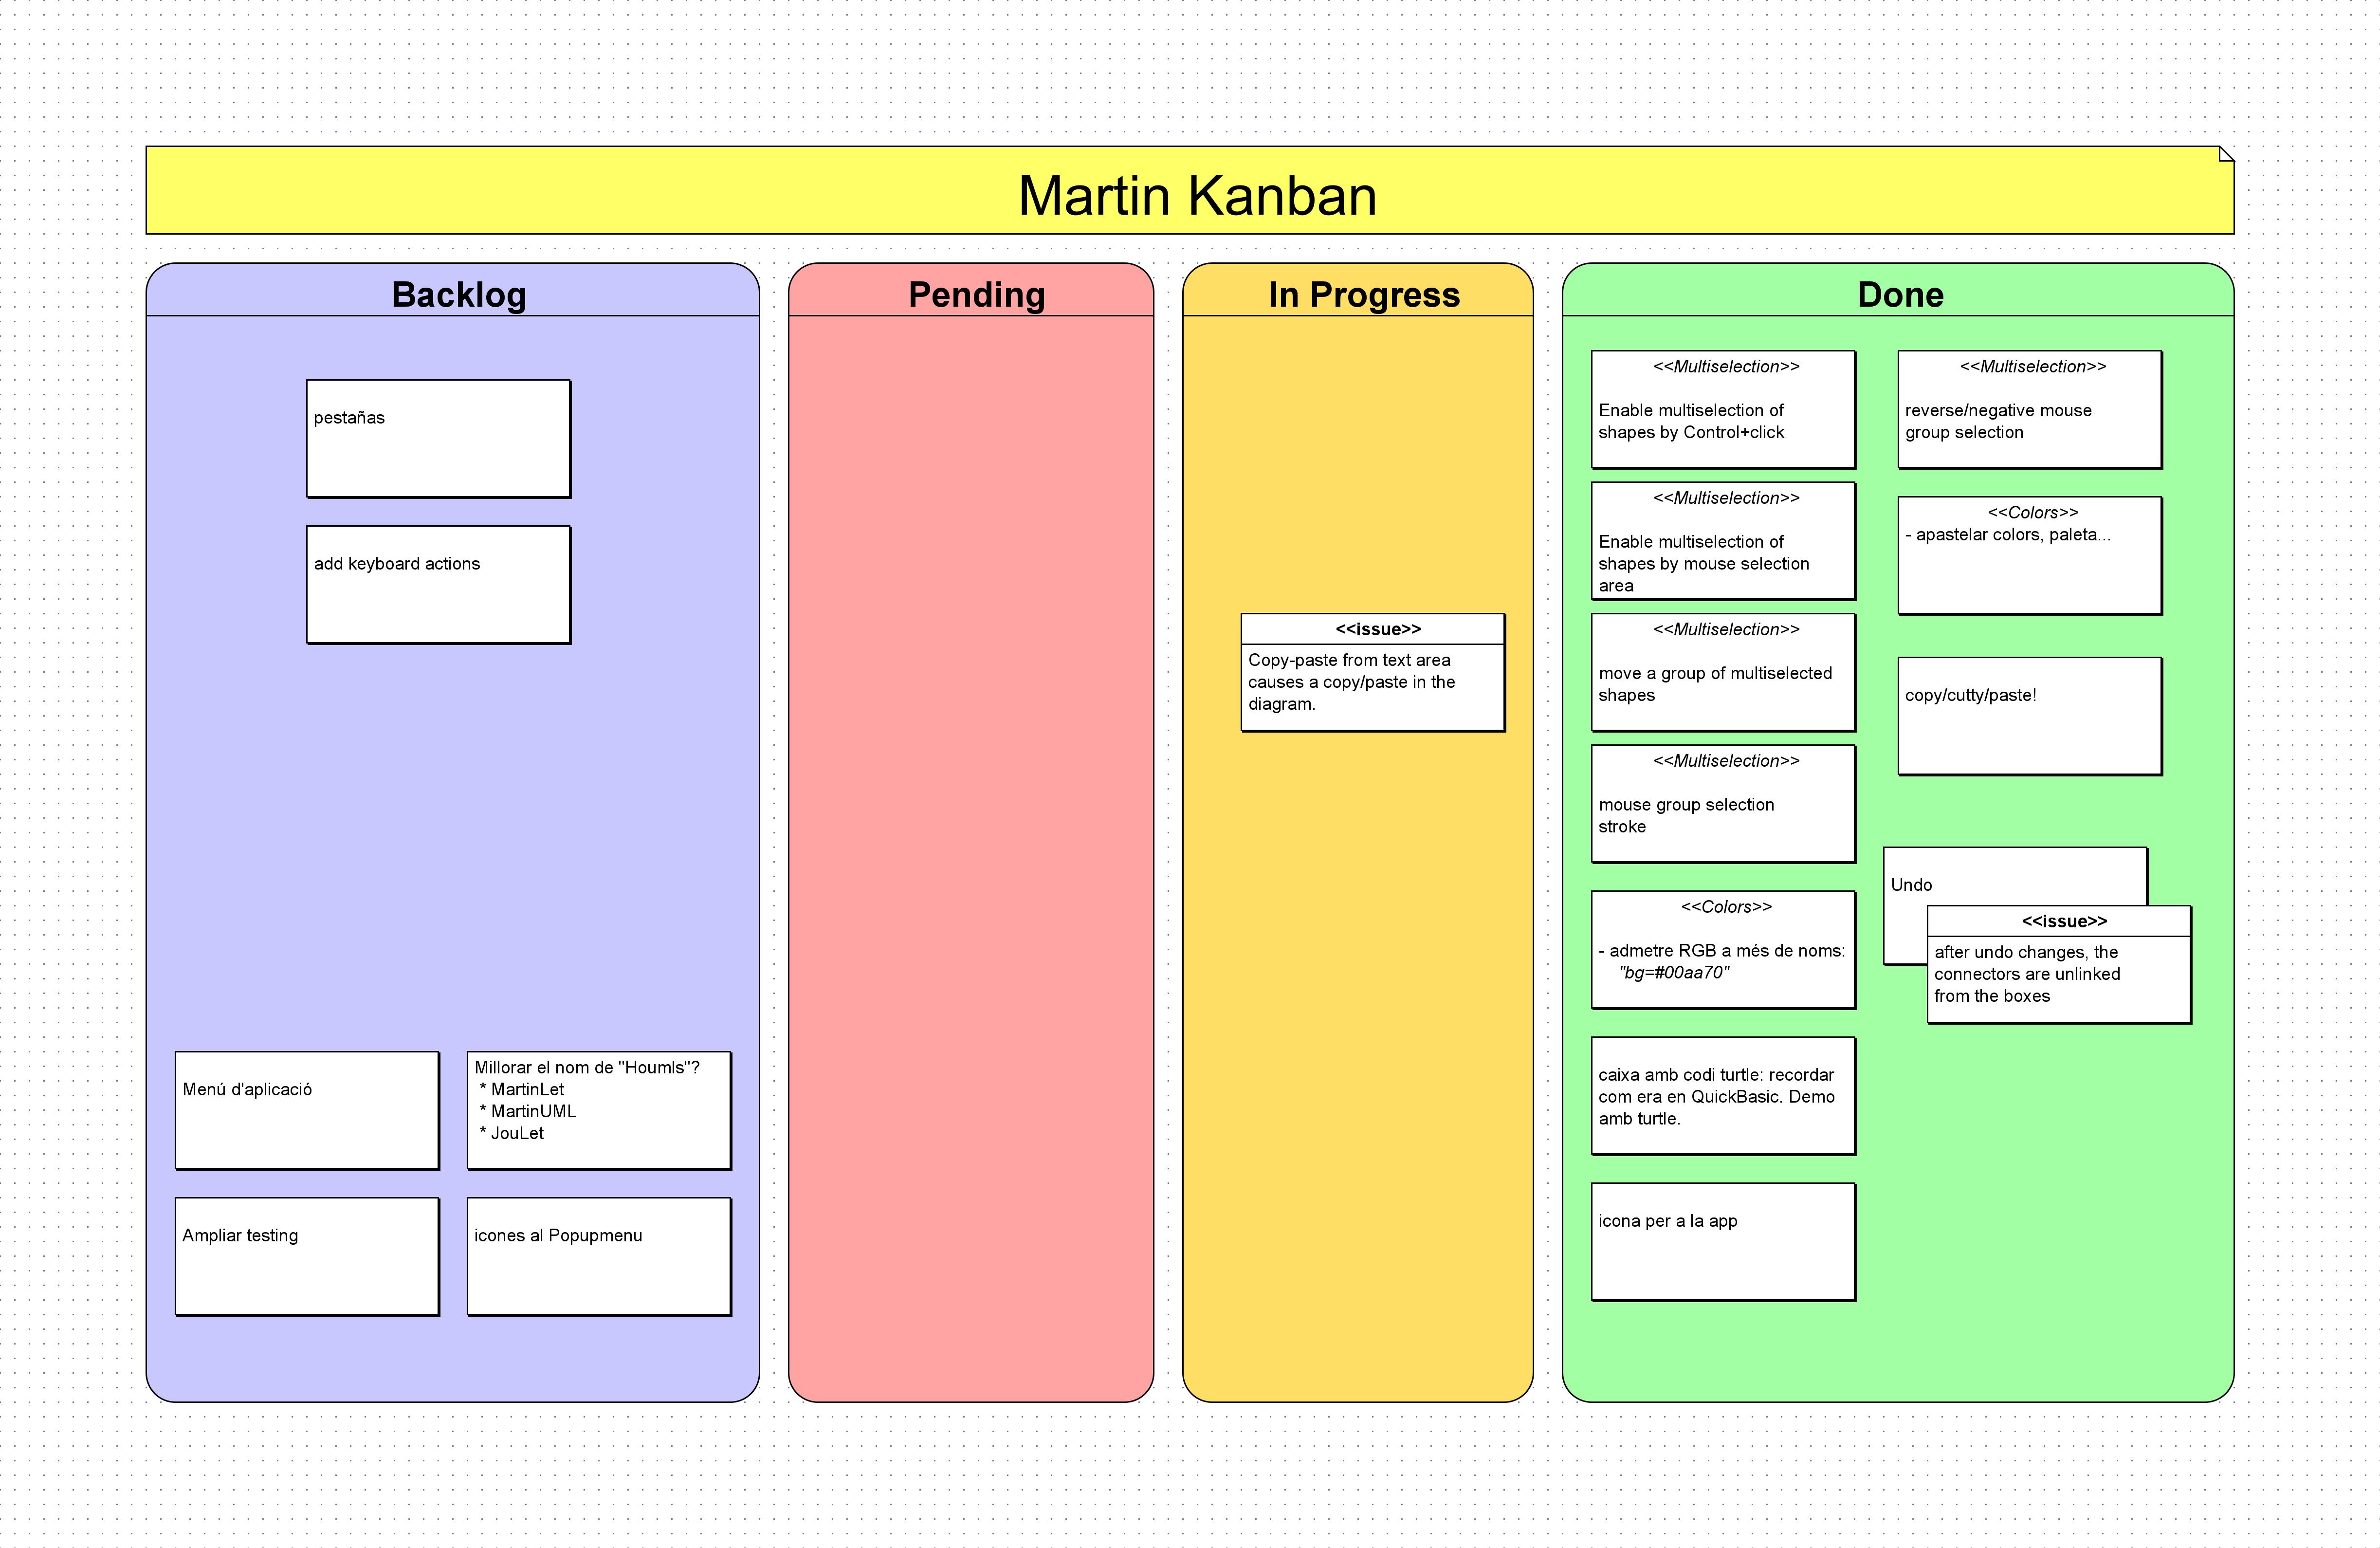 Martin Kanban
Backlog
pestañas
add keyboard actions
Menú d'aplicació
Millorar el nom de "Houmls"?
* MartinLet
* MartinUML
* JouLet
Ampliar testing
icones al Popupmenu
Pending
In Progress
<<issue>>
Copy-paste from text area
causes a copy/paste in the
diagram.
Done
<<Multiselection>>
Enable multiselection of
shapes by Control+click
<<Multiselection>>
Enable multiselection of
shapes by mouse selection
area
<<Multiselection>>
move a group of multiselected
shapes
<<Multiselection>>
mouse group selection
stroke
<<Colors>>
- admetre RGB a més de noms:
"bg=#00aa70"
caixa amb codi turtle: recordar
com era en QuickBasic. Demo
amb turtle.
icona per a la app
<<Multiselection>>
reverse/negative mouse
group selection
<<Colors>>
- apastelar colors, paleta...
copy/cutty/paste!
Undo
<<issue>>
after undo changes, the
connectors are unlinked
from the boxes